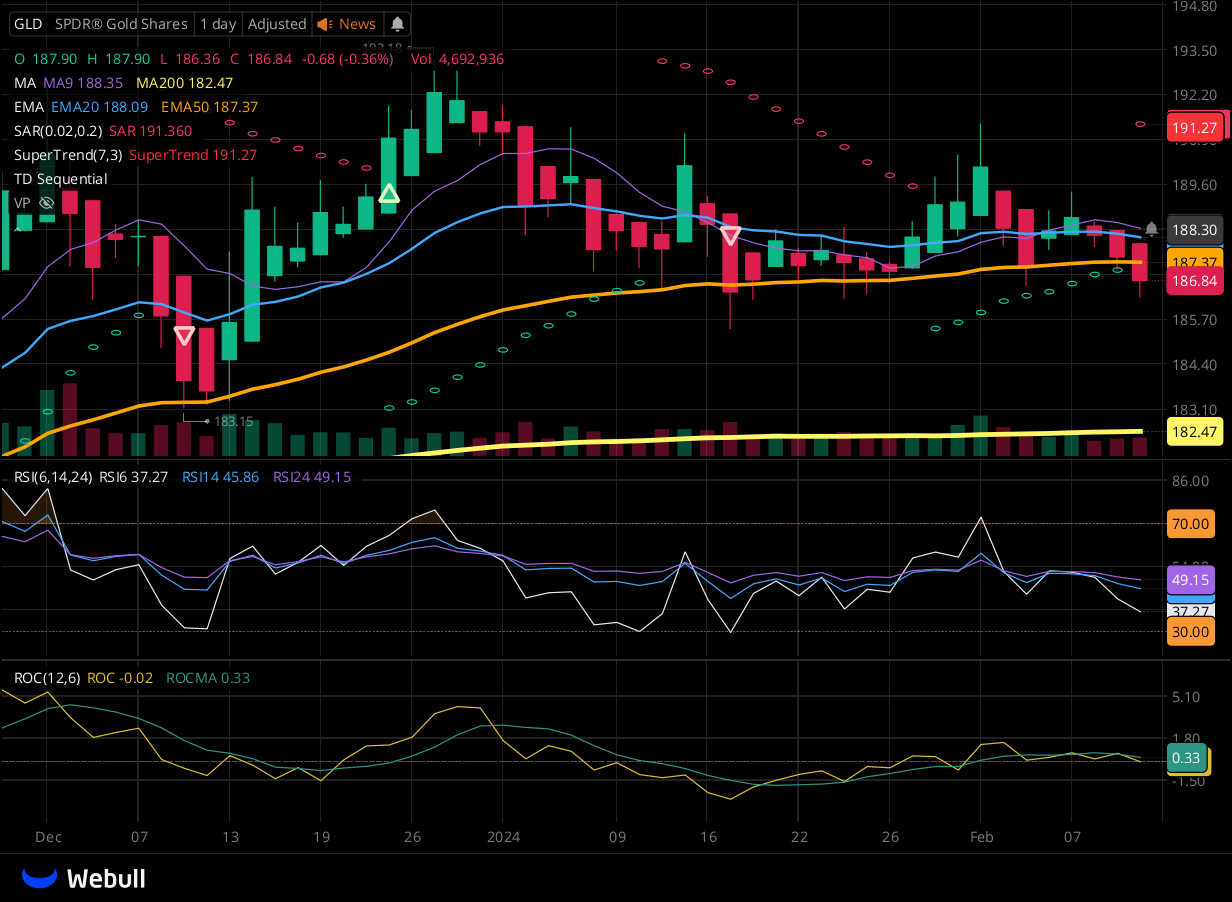 GLD SPDR® Gold Shares 1 day Adjusted News
193.18
O 187.90 H 187.90 L 186.36 C 186.84 -0.68 (-0.36%) Vol 4,692,936
MA MA9 188.35 MA200 182.47
EMA EMA20 188.09 EMA50 187.37
SAR(0.02,0.2) SAR 191.360
SuperTrend(7,3) SuperTrend 191.27
TD Sequential
VP
183.15
194.80
193.50
192.20
191.27
189.60
188.30
187.37
186.84
185.70
184.40
183.10
182.47
RSI(6,14,24) RSI6 37.27 RSI14 45.86 RSI24 49.15
86.00
70.00
49.15
37.27
30.00
ROC(12,6) ROC -0.02 ROCMA 0.33
5.10
1.80
0.33
-1.50
Dec 07 13 19 26 2024 09 16 22 26 Feb 07
Webull